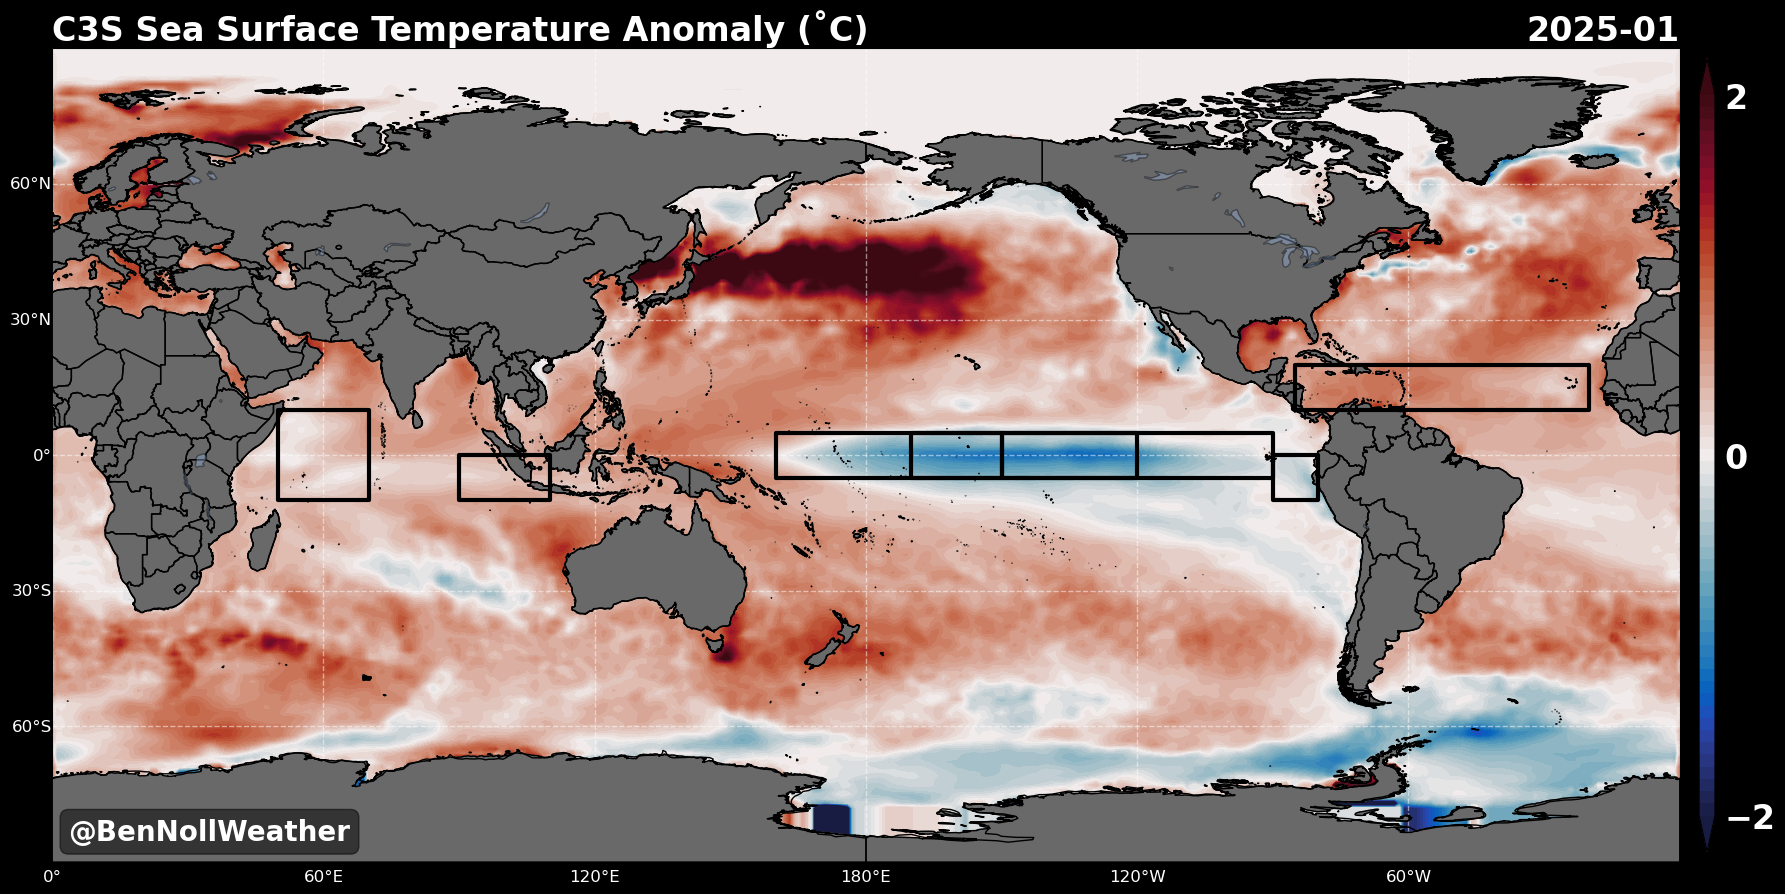 C3S Sea Surface Temperature Anomaly (˚C)
2025-01
2
0
−2
60°N
30°N
0°
30°S
60°S
@BenNollWeather
0°
60°E
120°E
180°E
120°W
60°W